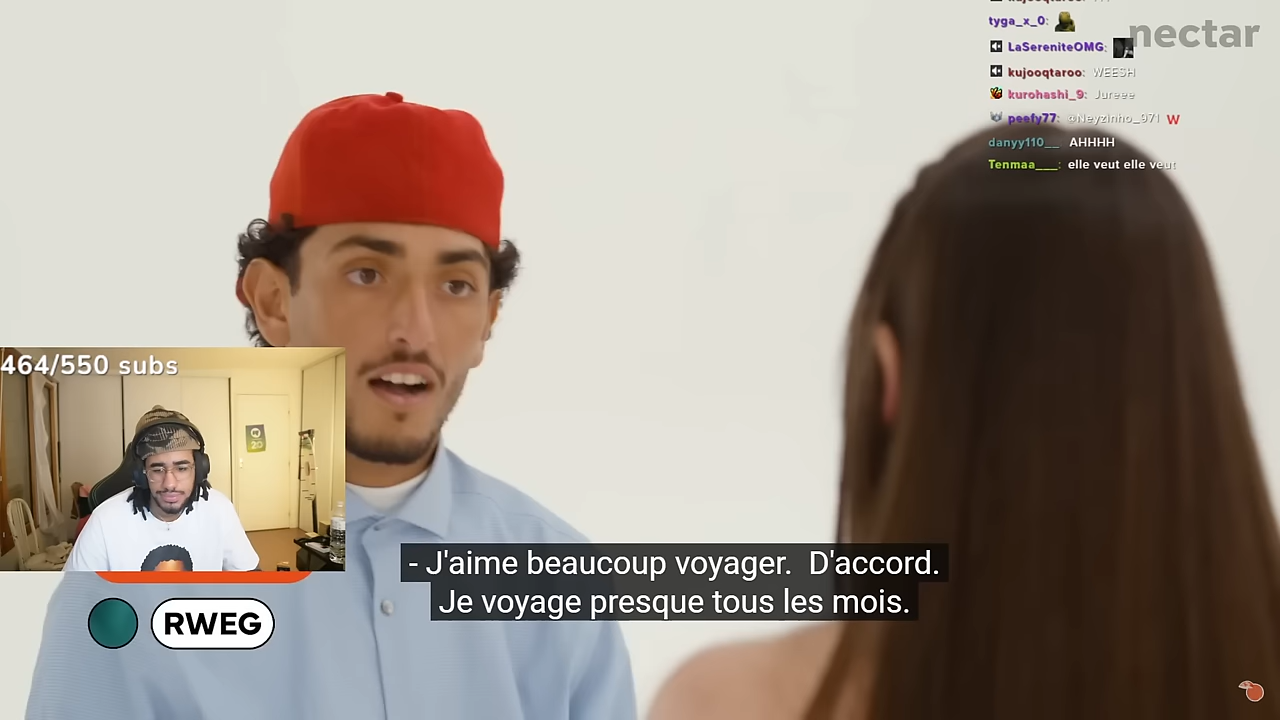 tyga_x_0:
nectar
LaSereniteOMG:
kujooqtaroo: WEESH
kurohashi_9: Jureee
peefy77: @Neyzinho_971 W
danyy110__ AHHHH
Tenmaa___: elle veut elle veut
464/550 subs
20
- J'aime beaucoup voyager. D'accord.
Je voyage presque tous les mois.
RWEG